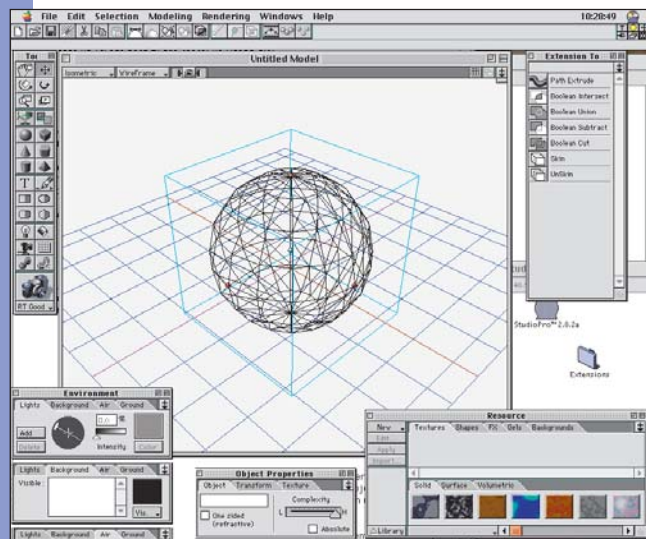 File Edit Selection Modeling Rendering Windows Help 10:28:49
Untitled Model
Isometric Wireframe
Extension To
Path Extrude
Boolean Intersect
Boolean Union
Boolean Subtract
Boolean Cut
Skin
UnSkin
T
RT Good
StudioPro™2.0.2a
Extensions
Environment
Lights Background Air Ground
Add
Delete
Intensity
Color
Lights Background Air Ground
Visible:
Vis.
Lights Background Air Ground
Object Properties
Object Transform Texture
Complexity
L H
One sided
(refractive)
Absolute
Resource
New
Edit
Apply
Import
Textures Shapes FX Gels Backgrounds
Solid Surface Volumetric
Library